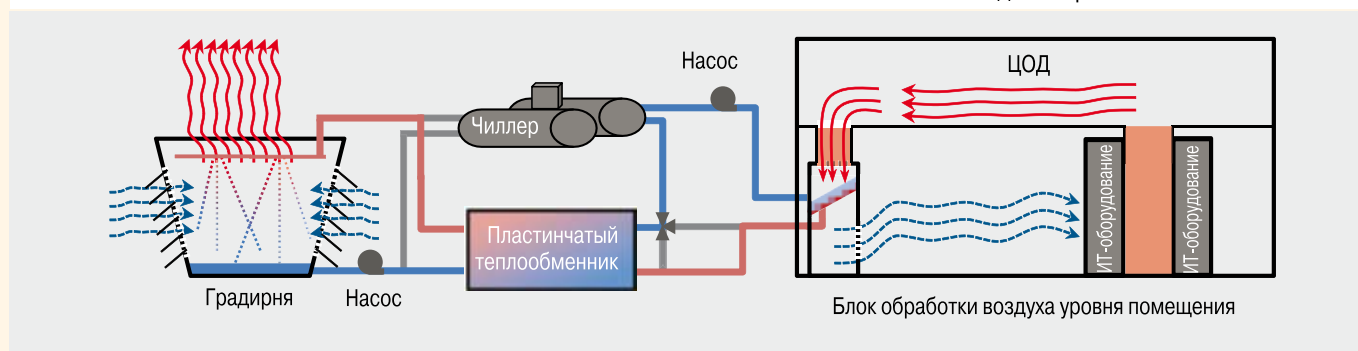 Насос
ЦОД
Чиллер
ИТ-оборудование
ИТ-оборудование
Пластинчатый
теплообменник
Градирня
Насос
Блок обработки воздуха уровня помещения